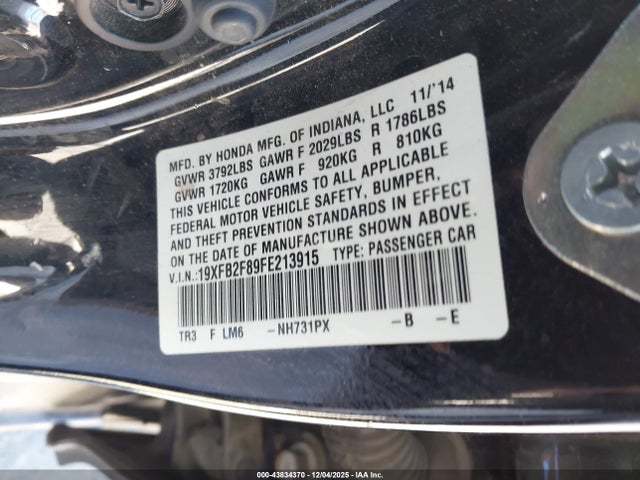 MFD. BY HONDA MFG. OF INDIANA, LLC 11/'14
GVWR 3792LBS GAWR F 2029LBS R 1786LBS
GVWR 1720KG GAWR F 920KG R 810KG
THIS VEHICLE CONFORMS TO ALL APPLICABLE
FEDERAL MOTOR VEHICLE SAFETY, BUMPER,
AND THEFT PREVENTION STANDARDS IN EFFECT
ON THE DATE OF MANUFACTURE SHOWN ABOVE.
V.I.N.:19XFB2F89FE213915 TYPE: PASSENGER CAR
TR3 F LM6 -NH731PX -B -E
00-43834370 - 12/04/2025 - IAA Inc.